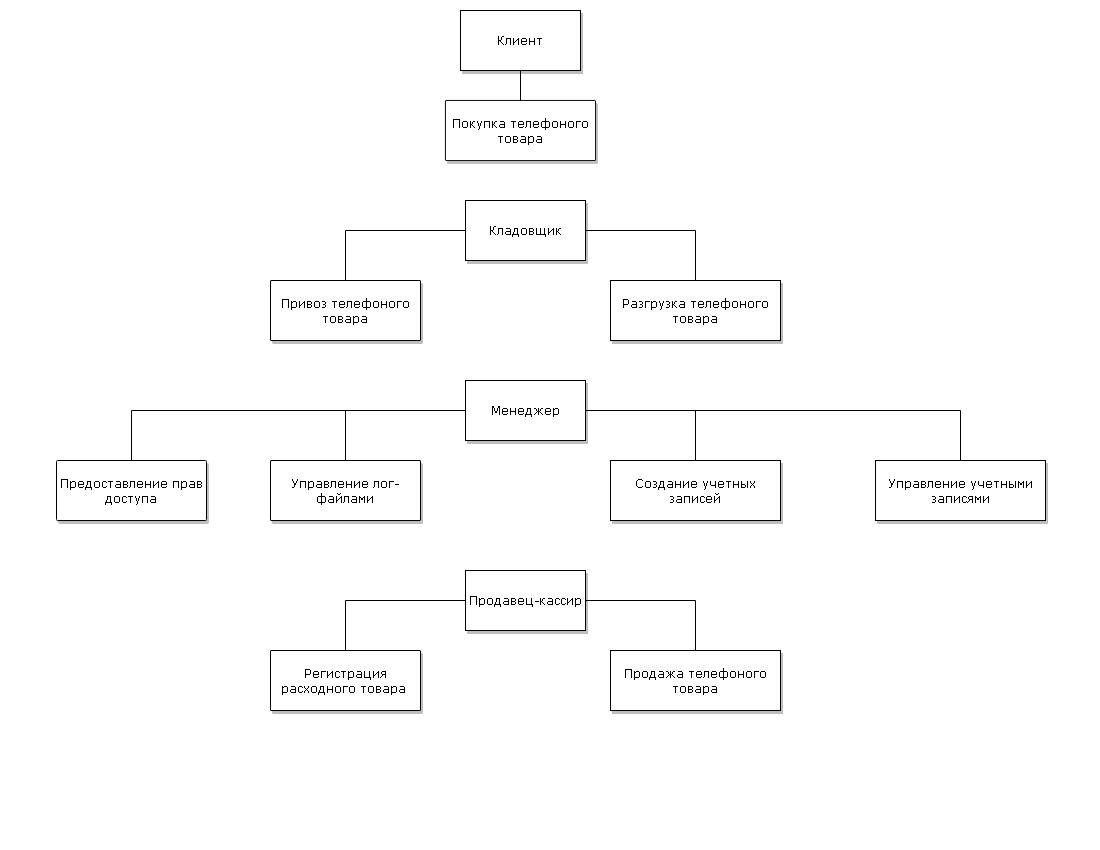 Клиент
Покупка телефоного
товара
Кладовщик
Привоз телефоного
товара
Разгрузка телефоного
товара
Менеджер
Предоставление прав
доступа
Управление лог-
файлами
Создание учетных
записей
Управление учетными
записями
Продавец-кассир
Регистрация
расходного товара
Продажа телефоного
товара